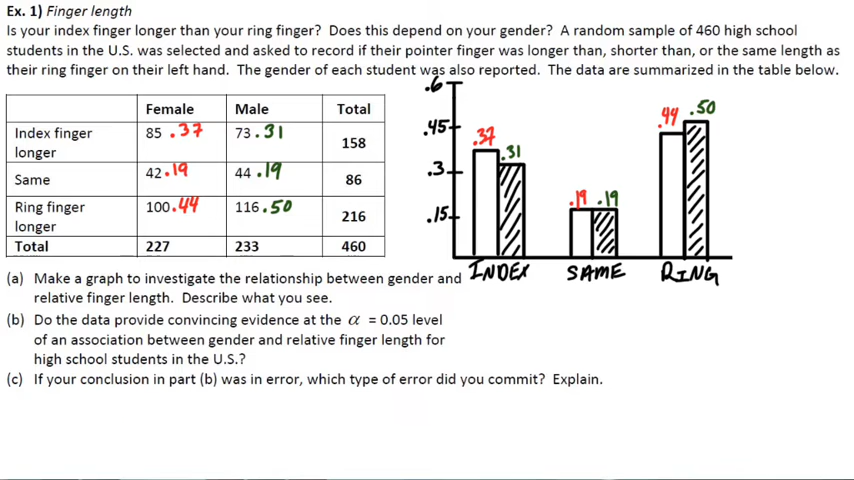 Ex. 1) Finger length
Is your index finger longer than your ring finger? Does this depend on your gender? A random sample of 460 high school
students in the U.S. was selected and asked to record if their pointer finger was longer than, shorter than, or the same length as
their ring finger on their left hand. The gender of each student was also reported. The data are summarized in the table below.
Female Male Total
Index finger longer 85 .37 73 .31 158
Same 42 .19 44 .19 86
Ring finger longer 100 .44 116 .50 216
Total 227 233 460
.6
.45
.3
.15
.37 .31
.19 .19
.44 .50
INDEX SAME RING
(a) Make a graph to investigate the relationship between gender and
relative finger length. Describe what you see.
(b) Do the data provide convincing evidence at the α = 0.05 level
of an association between gender and relative finger length for
high school students in the U.S.?
(c) If your conclusion in part (b) was in error, which type of error did you commit? Explain.